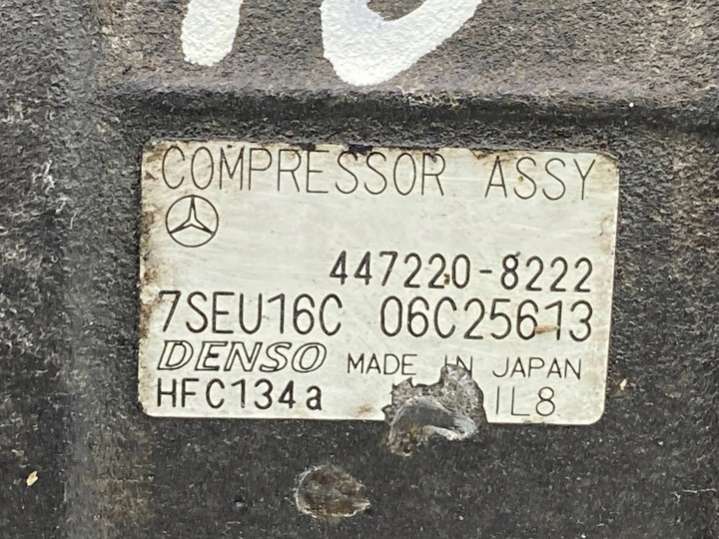 COMPRESSOR ASSY
447220-8222
7SEU16C 06C25613
DENSO MADE IN JAPAN
HFC134a IL8